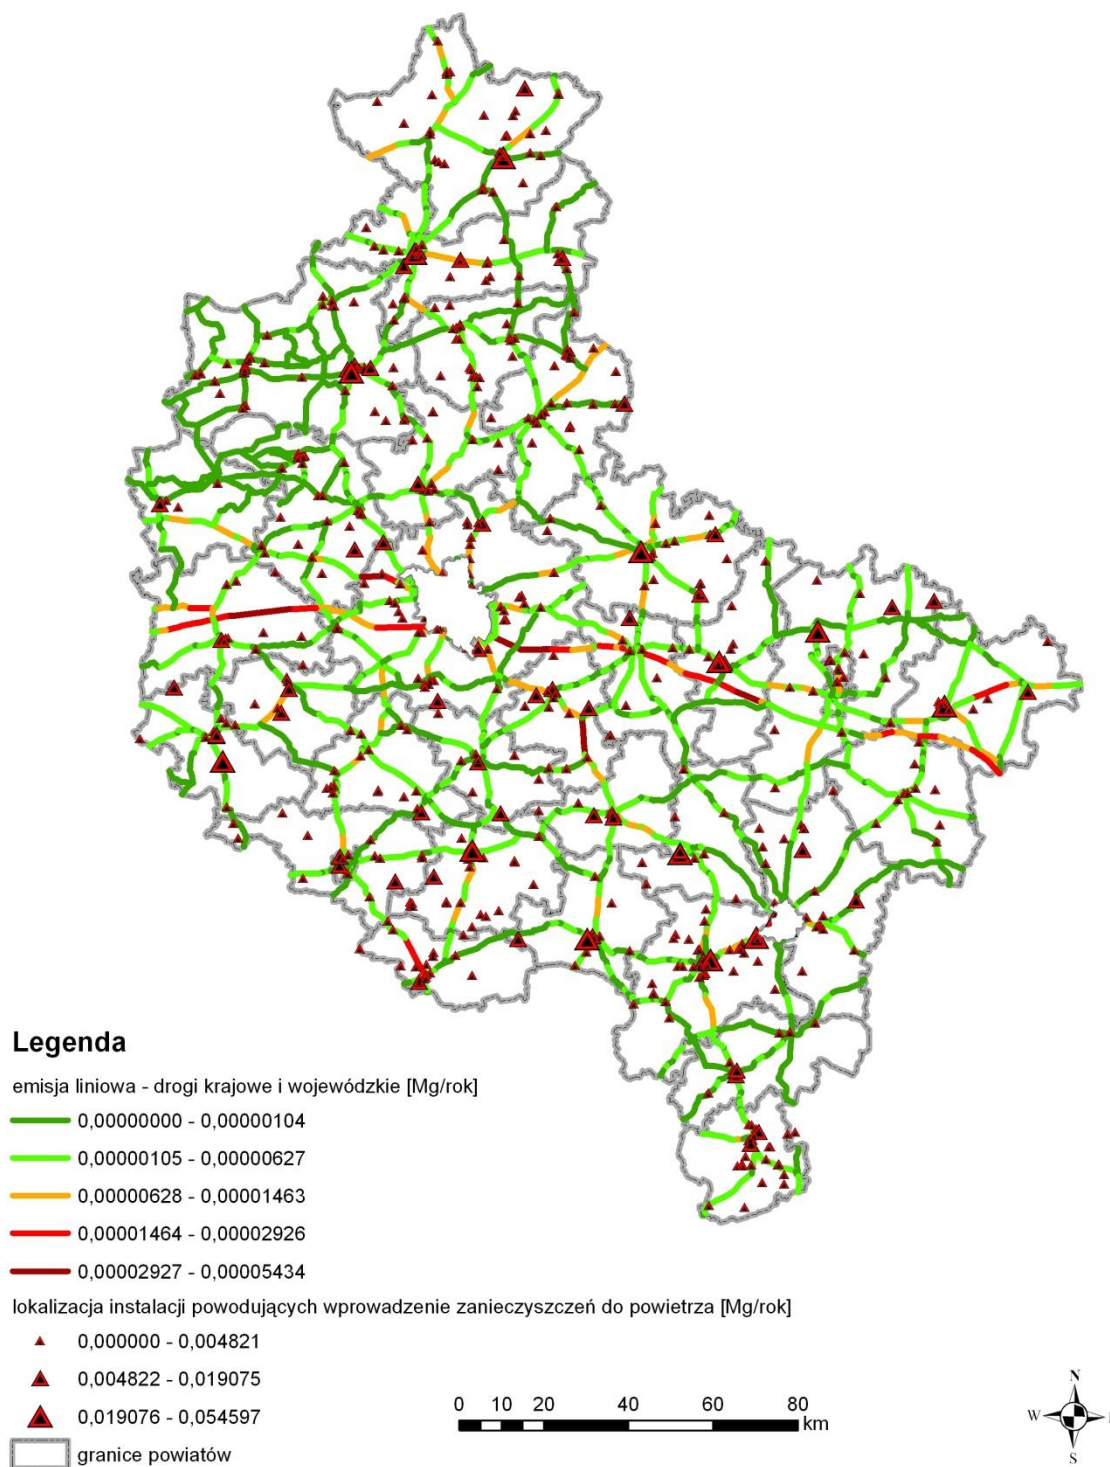 Legenda
emisja liniowa - drogi krajowe i wojewódzkie [Mg/rok]
0,00000000 - 0,00000104
0,00000105 - 0,00000627
0,00000628 - 0,00001463
0,00001464 - 0,00002926
0,00002927 - 0,00005434
lokalizacja instalacji powodujących wprowadzenie zanieczyszczeń do powietrza [Mg/rok]
0,000000 - 0,004821
0,004822 - 0,019075
0,019076 - 0,054597
granice powiatów
0 10 20 40 60 80
km
N
W
S